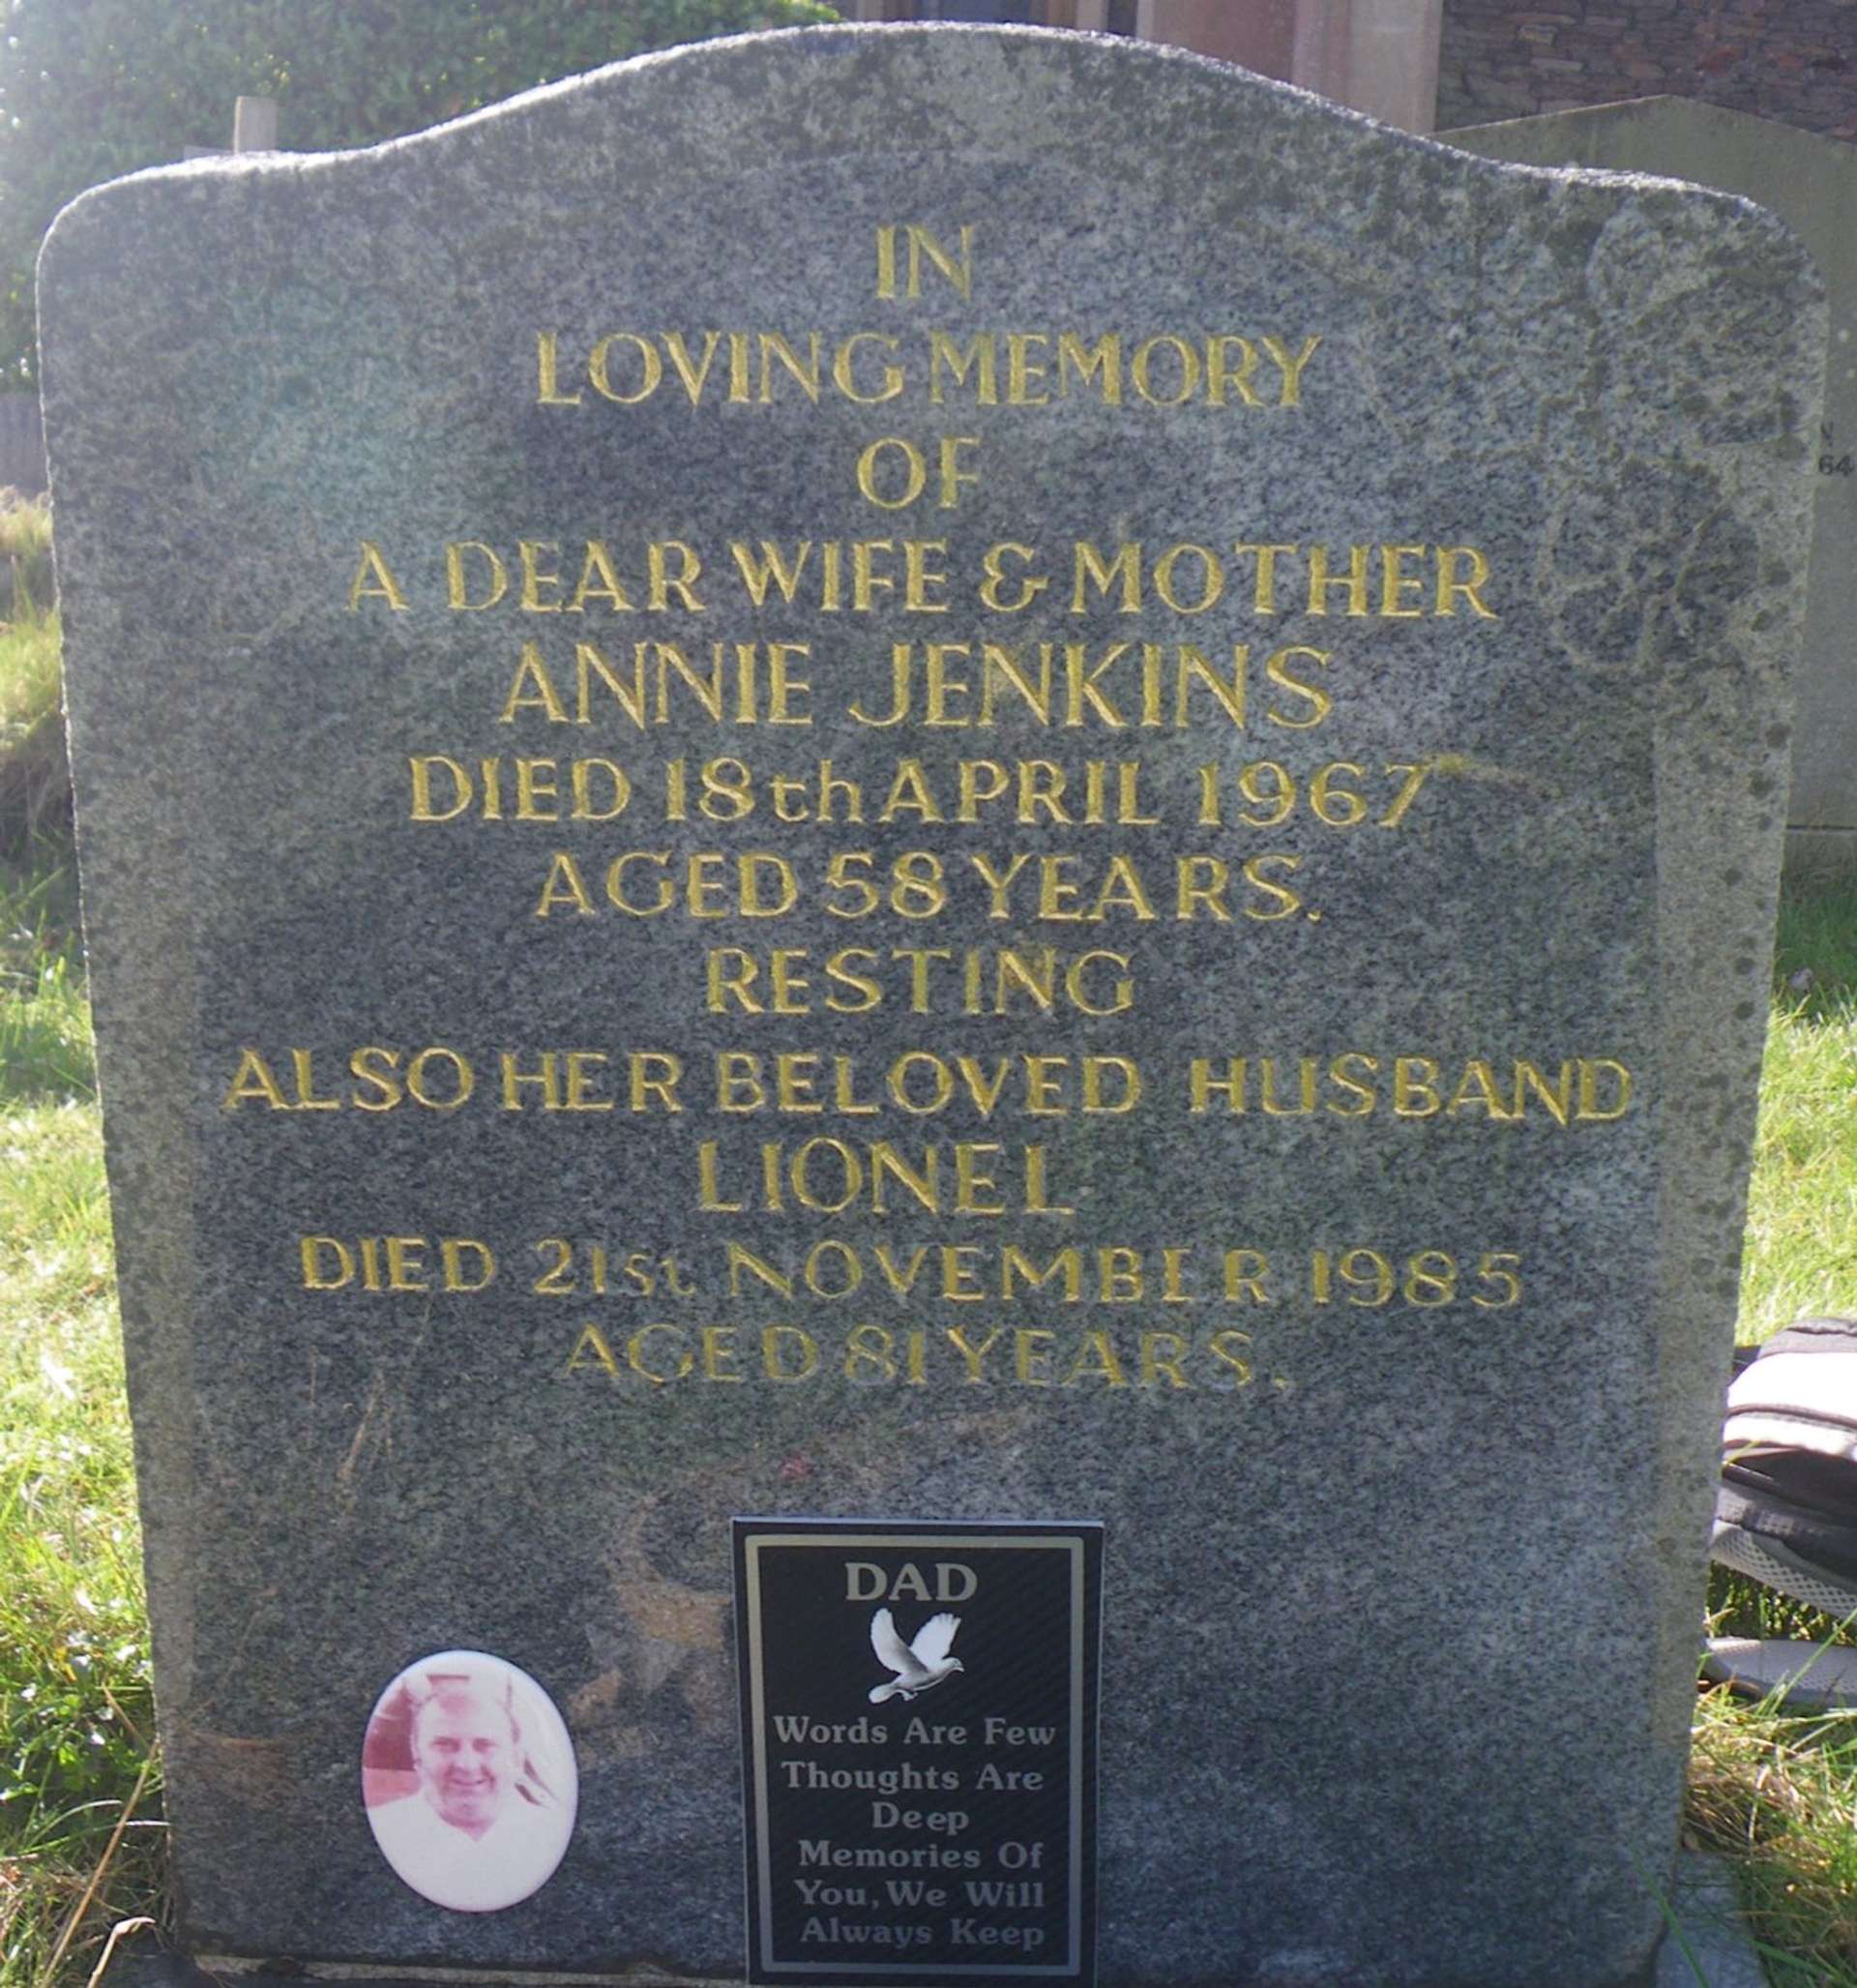 IN
LOVING MEMORY
OF
A DEAR WIFE & MOTHER
ANNIE JENKINS
DIED 18th APRIL 1967
AGED 58 YEARS.
RESTING
ALSO HER BELOVED HUSBAND
LIONEL
DIED 21st NOVEMBER 1985
AGED 81 YEARS.
DAD
Words Are Few
Thoughts Are
Deep
Memories Of
You, We Will
Always Keep
N
64